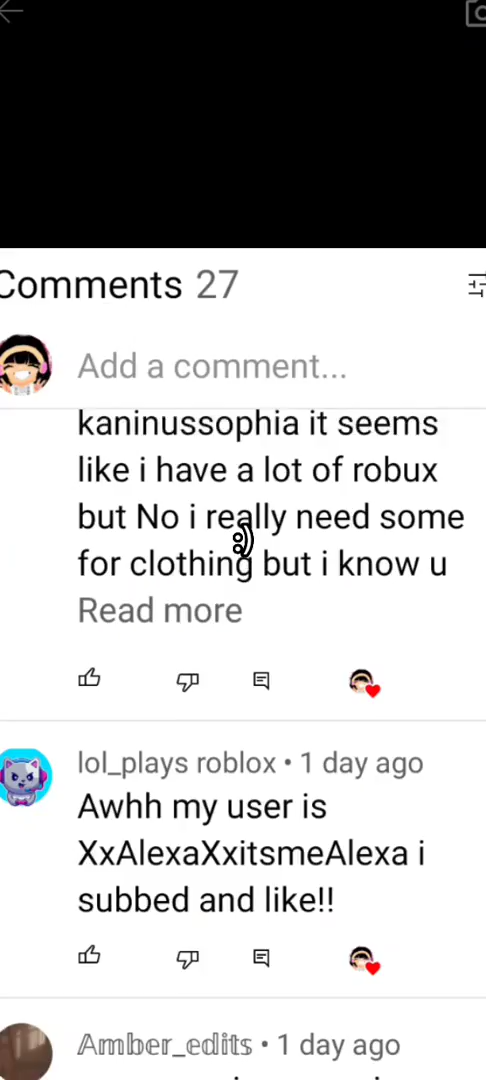 Comments 27
Add a comment...
kaninussophia it seems
like i have a lot of robux
but No i really need some
:)
for clothing but i know u
Read more
lol_plays roblox • 1 day ago
Awhh my user is
XxAlexaXxitsmeAlexa i
subbed and like!!
𝔸𝕞𝕓𝕖𝕣_𝕖𝕕𝕚𝕥𝕤 • 1 day ago